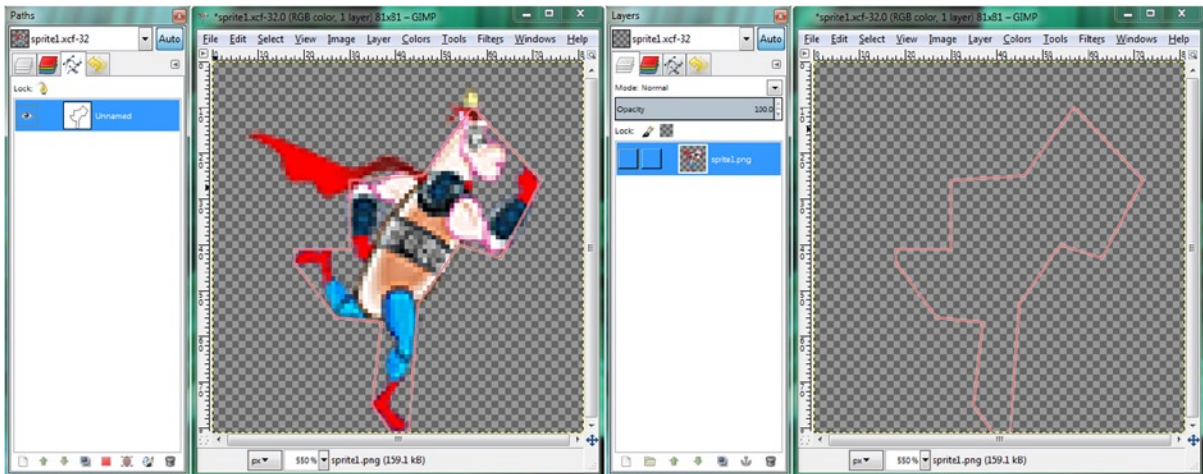 Paths
sprite1.xcf-32
Auto
Lock:
Unnamed
*sprite1.xcf-32.0 (RGB color, 1 layer) 81x81 – GIMP
File Edit Select View Image Layer Colors Tools Filters Windows Help
px 550 % sprite1.png (159.1 kB)
Layers
sprite1.xcf-32
Auto
Mode: Normal
Opacity 100.0
Lock:
sprite1.png
*sprite1.xcf-32.0 (RGB color, 1 layer) 81x81 – GIMP
File Edit Select View Image Layer Colors Tools Filters Windows Help
px 550 % sprite1.png (159.1 kB)